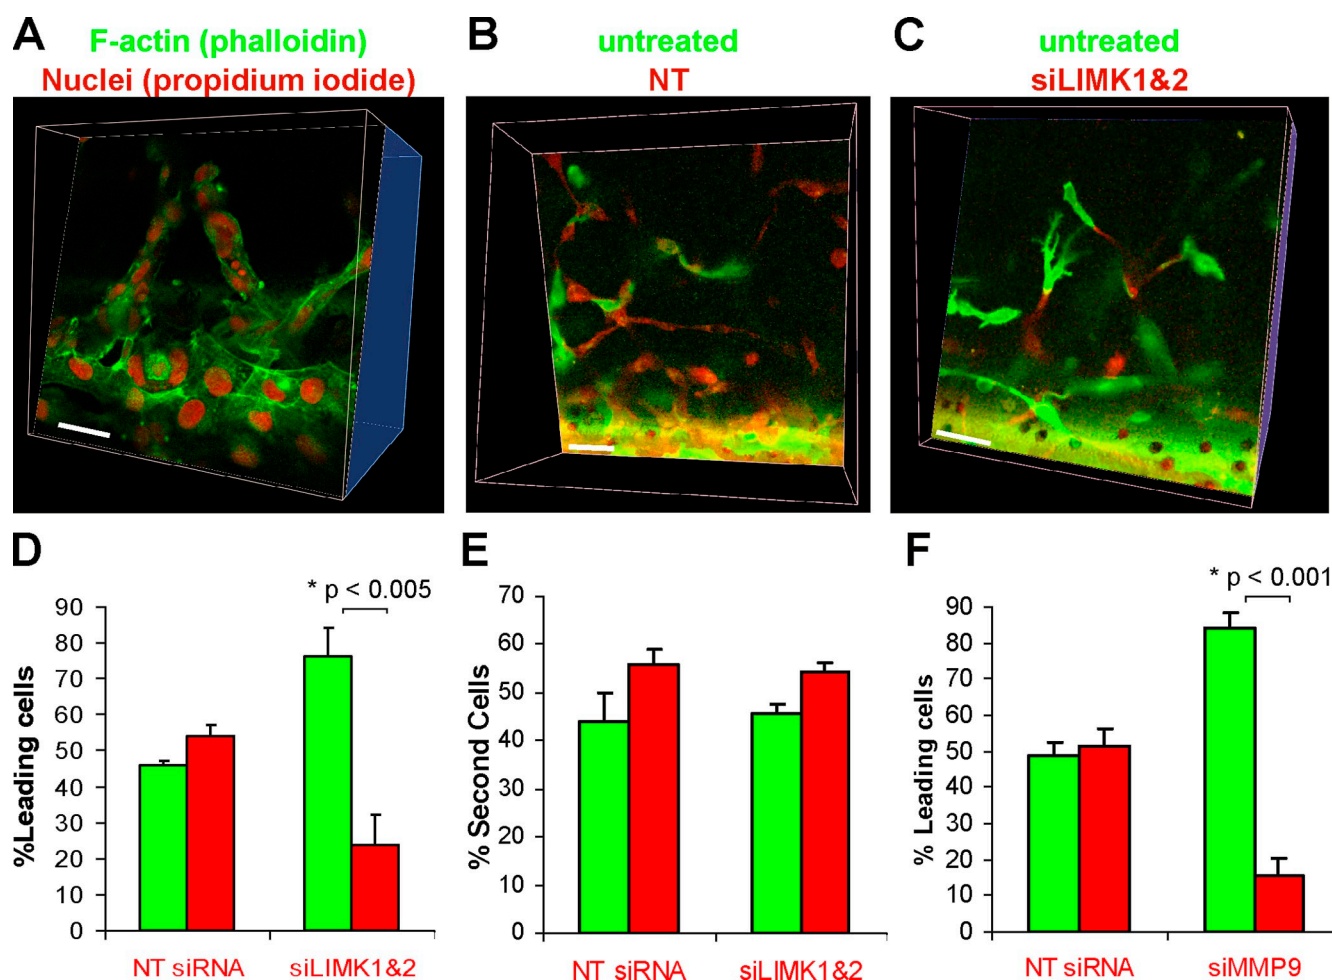 A
F-actin (phalloidin)
Nuclei (propidium iodide)
B
untreated
NT
C
untreated
siLIMK1&2
D
* p < 0.005
%Leading cells
90
80
70
60
50
40
30
20
10
0
NT siRNA
siLIMK1&2
E
% Second Cells
70
60
50
40
30
20
10
0
NT siRNA
siLIMK1&2
F
* p < 0.001
% Leading cells
90
80
70
60
50
40
30
20
10
0
NT siRNA
siMMP9